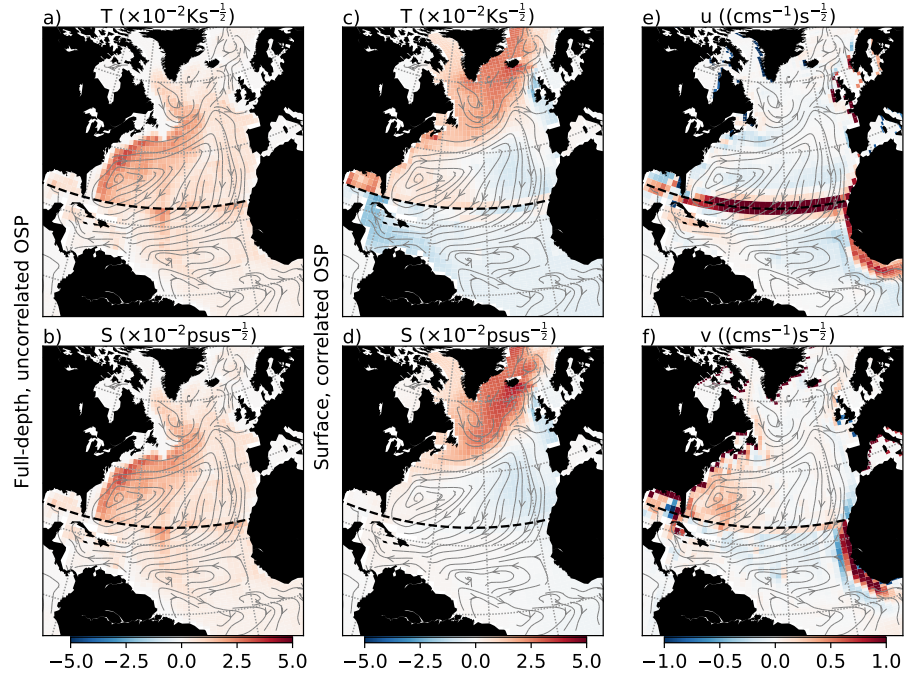 a) T (×10⁻²Ks^{-1/2})
c) T (×10⁻²Ks^{-1/2})
e) u ((cms⁻¹)s^{-1/2})
Full-depth, uncorrelated OSP
Surface, correlated OSP
b) S (×10⁻²psus^{-1/2})
d) S (×10⁻²psus^{-1/2})
f) v ((cms⁻¹)s^{-1/2})
−5.0 −2.5 0.0 2.5 5.0
−5.0 −2.5 0.0 2.5 5.0
−1.0 −0.5 0.0 0.5 1.0